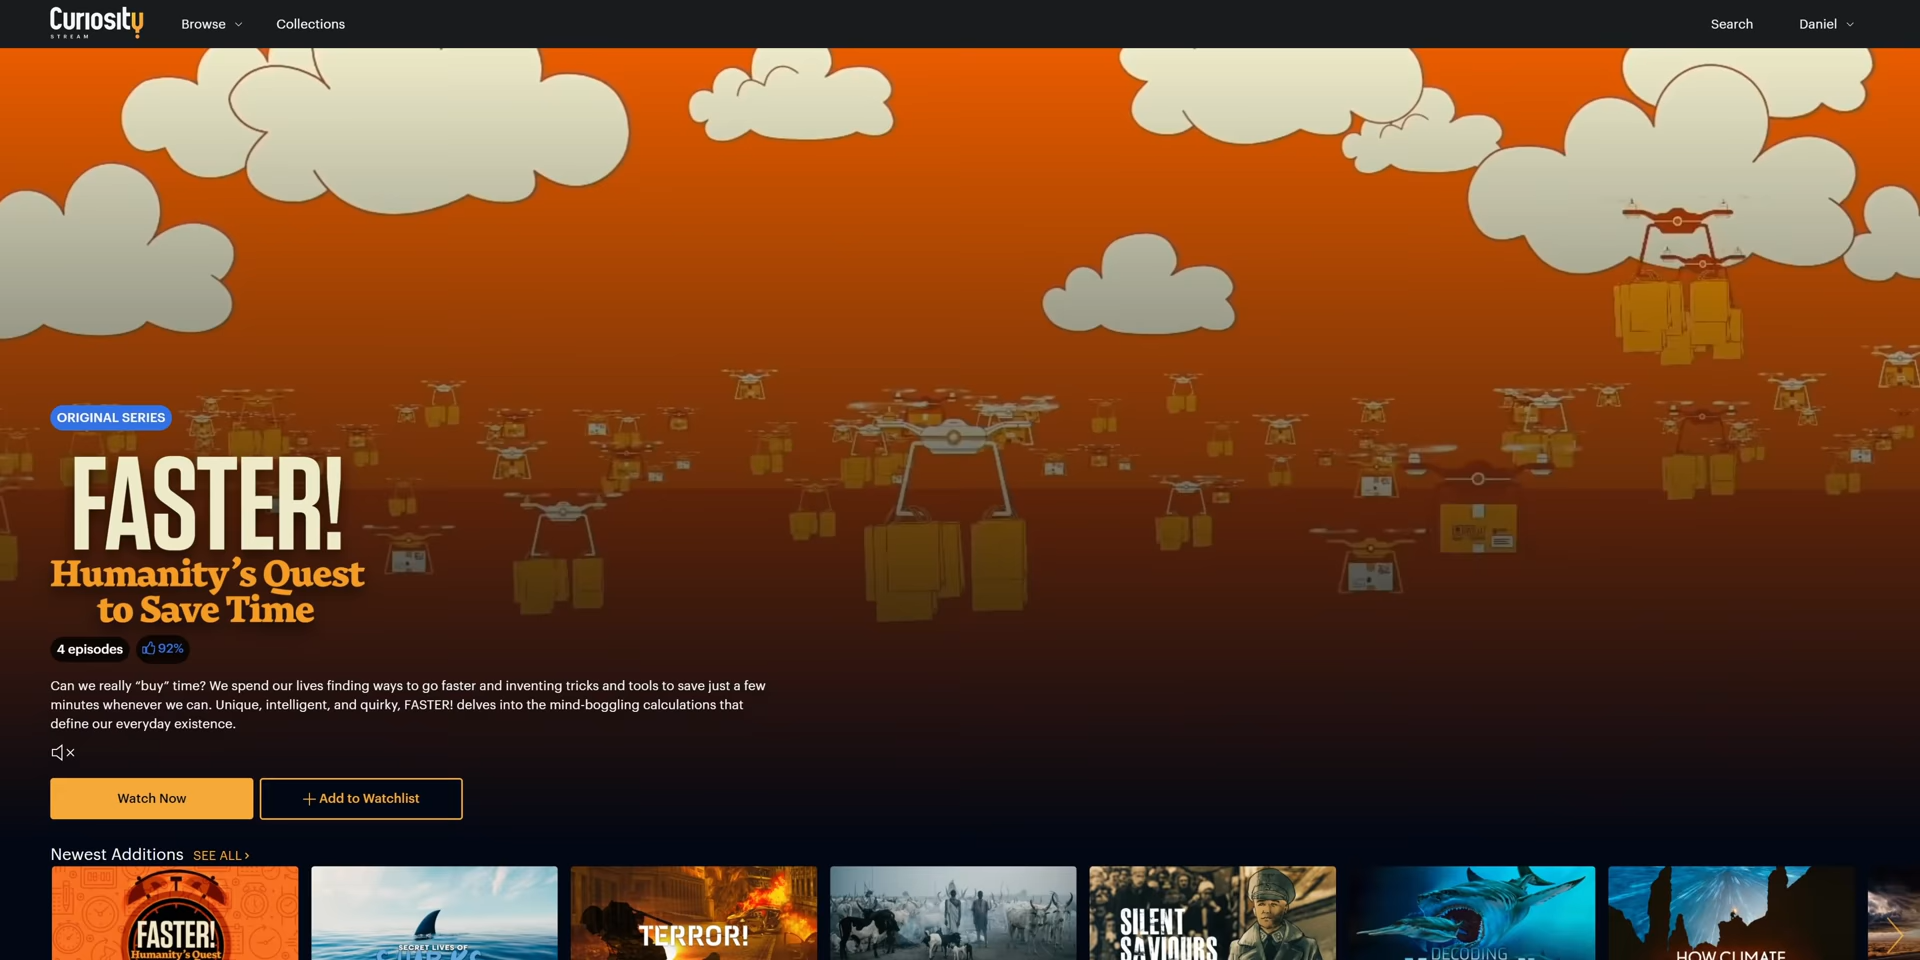 Curiosity
STREAM
Browse
Collections
Search
Daniel
ORIGINAL SERIES
FASTER!
Humanity's Quest
to Save Time
4 episodes
92%
Can we really “buy” time? We spend our lives finding ways to go faster and inventing tricks and tools to save just a few
minutes whenever we can. Unique, intelligent, and quirky, FASTER! delves into the mind-boggling calculations that
define our everyday existence.
Watch Now
Add to Watchlist
Newest Additions SEE ALL
FASTER!
Humanity's Quest
SECRET LIVES OF
SHARKS
TERROR!
SILENT
SAVIOURS
DECODING
HOW CLIMATE